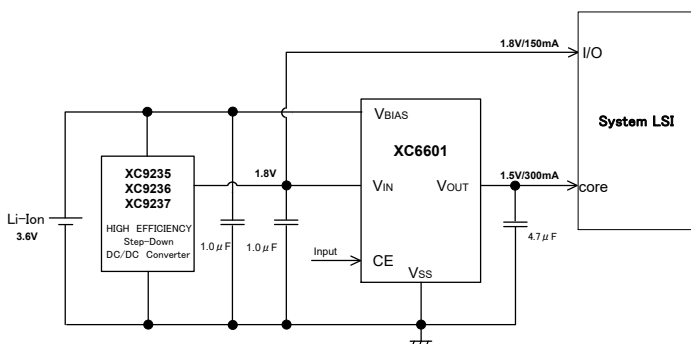 1.8V/150mA
I/O
System LSI
VBIAS
XC6601
XC9235
XC9236
XC9237
1.8V
VIN
VOUT
1.5V/300mA
core
Li-Ion
3.6V
HIGH EFFICIENCY
Step-Down
DC/DC Converter
1.0μF
1.0μF
Input
CE
VSS
4.7μF